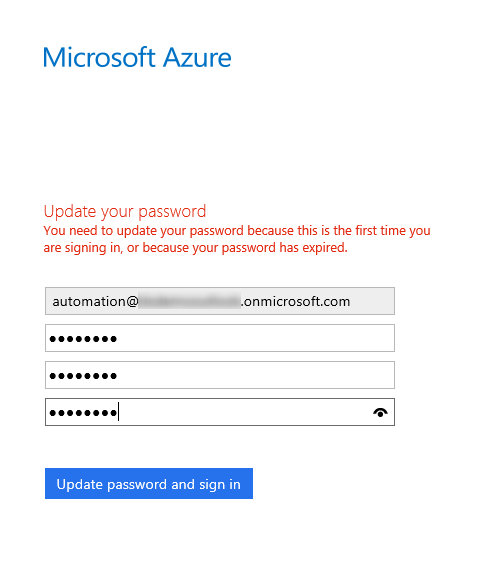 Microsoft Azure
Update your password
You need to update your password because this is the first time you
are signing in, or because your password has expired.
automation@ .onmicrosoft.com
●●●●●●●●
●●●●●●●●
●●●●●●●●
Update password and sign in